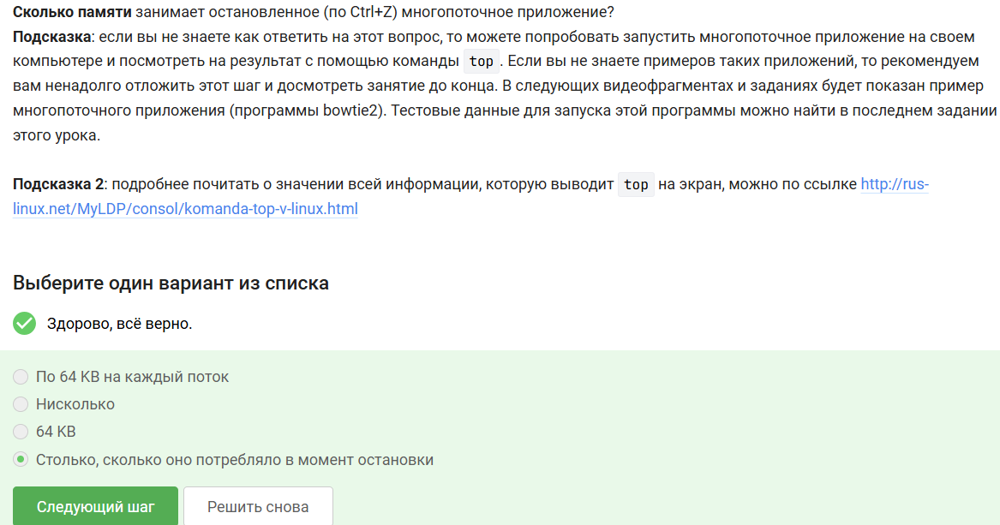 Сколько памяти занимает остановленное (по Ctrl+Z) многопоточное приложение?
Подсказка: если вы не знаете как ответить на этот вопрос, то можете попробовать запустить многопоточное приложение на своем
компьютере и посмотреть на результат с помощью команды top. Если вы не знаете примеров таких приложений, то рекомендуем
вам ненадолго отложить этот шаг и досмотреть занятие до конца. В следующих видеофрагментах и заданиях будет показан пример
многопоточного приложения (программы bowtie2). Тестовые данные для запуска этой программы можно найти в последнем задании
этого урока.
Подсказка 2: подробнее почитать о значении всей информации, которую выводит top на экран, можно по ссылке http://rus-
linux.net/MyLDP/consol/komanda-top-v-linux.html
Выберите один вариант из списка
Здорово, всё верно.
По 64 KB на каждый поток
Нисколько
64 KB
Столько, сколько оно потребляло в момент остановки
Следующий шаг
Решить снова